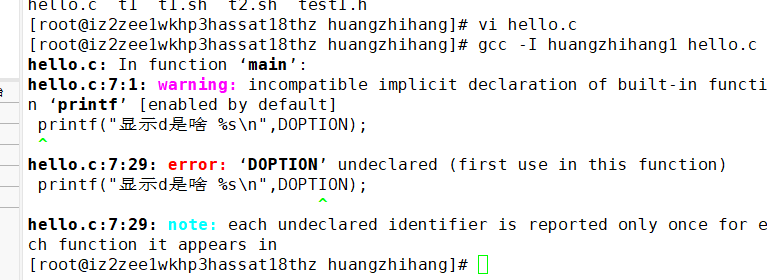 hello.c  t1  t1.sh  t2.sh  test1.h
[root@iz2zee1wkhp3hassat18thz huangzhihang]# vi hello.c
[root@iz2zee1wkhp3hassat18thz huangzhihang]# gcc -I huangzhihang1 hello.c
hello.c: In function ‘main’:
hello.c:7:1: warning: incompatible implicit declaration of built-in functi
n ‘printf’ [enabled by default]
 printf("显示d是啥 %s\n",DOPTION);
 ^
hello.c:7:29: error: ‘DOPTION’ undeclared (first use in this function)
 printf("显示d是啥 %s\n",DOPTION);
                             ^
hello.c:7:29: note: each undeclared identifier is reported only once for e
ch function it appears in
[root@iz2zee1wkhp3hassat18thz huangzhihang]#